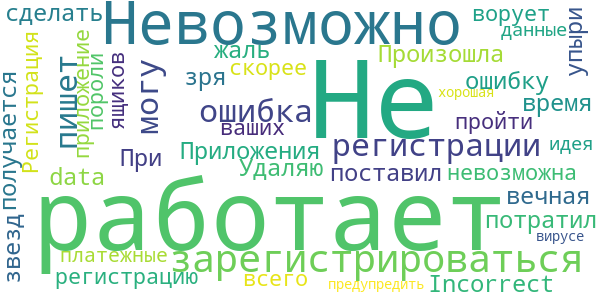 сделать
Невозможно
ворует
данные
упыри
Регистрация
приложение
пишет
пороли
ящиков
могу
жаль
скорее
зря
ошибка
ваших
Не
Произошла
ошибку
хорошая
время
получается
При
Приложения
Удаляю
data
регистрации
пройти
идея
поставил
невозможна
работает
вечная
потратил
вирусе
звезд
платежные
зарегистрироваться
регистрацию
всего
предупредить
Incorrect